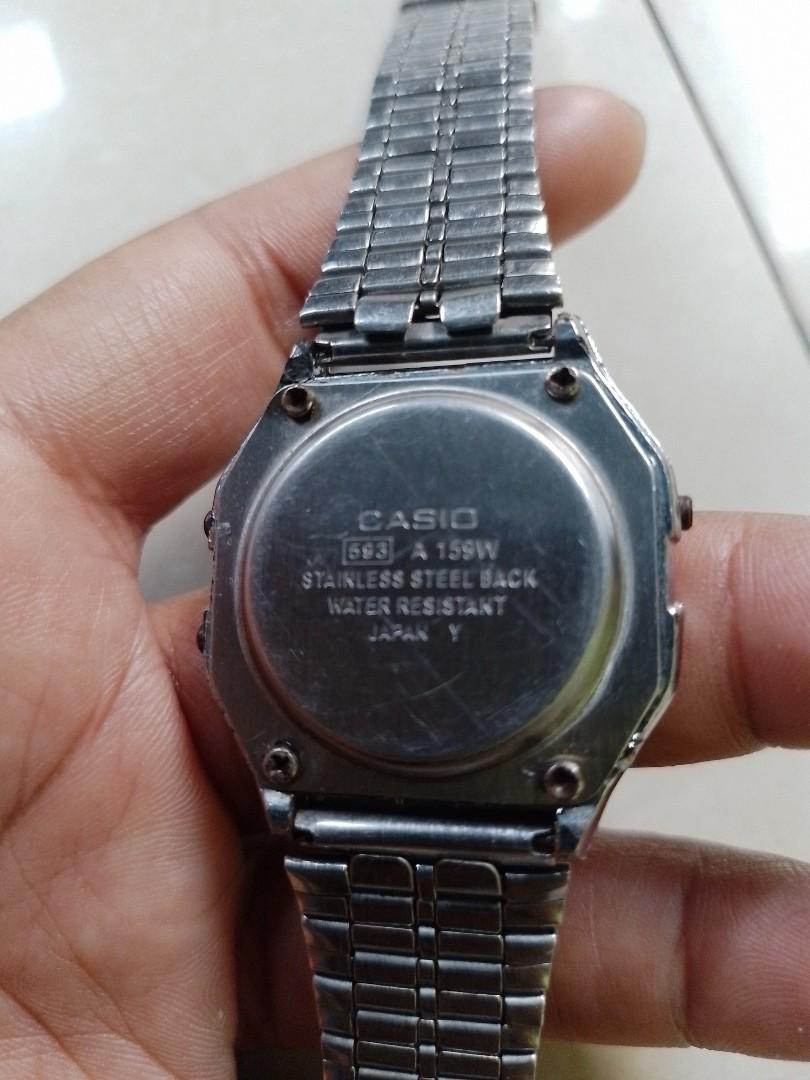 CASIO
593 A 159W
STAINLESS STEEL BACK
WATER RESISTANT
JAPAN Y